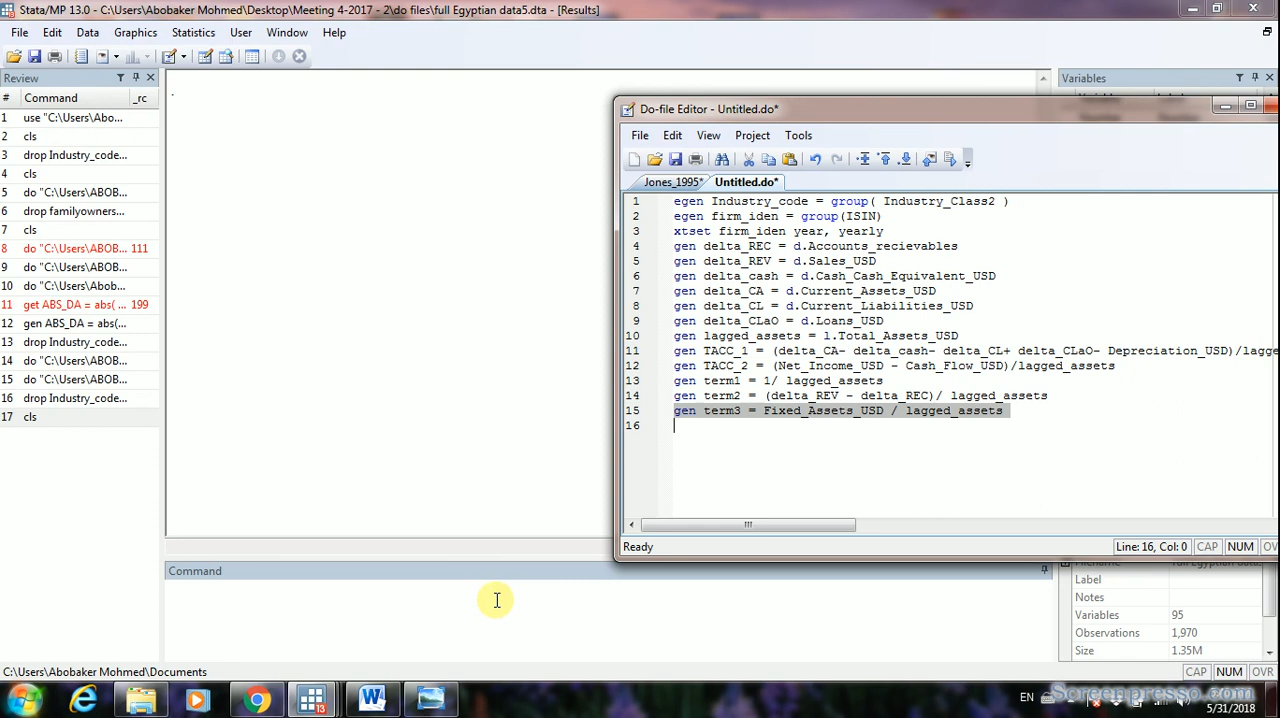 Stata/MP 13.0 - C:\Users\Abobaker Mohmed\Desktop\Meeting 4-2017 - 2\do files\full Egyptian data5.dta - [Results]
File Edit Data Graphics Statistics User Window Help
Review
# Command _rc
1 use "C:\Users\Abo...
2 cls
3 drop Industry_code...
4 cls
5 do "C:\Users\ABOB...
6 drop familyowners...
7 cls
8 do "C:\Users\ABOB... 111
9 do "C:\Users\ABOB...
10 do "C:\Users\Abob...
11 get ABS_DA = abs( ... 199
12 gen ABS_DA = abs(...
13 drop Industry_code...
14 do "C:\Users\ABOB...
15 do "C:\Users\ABOB...
16 drop Industry_code...
17 cls
.
Variables
Do-file Editor - Untitled.do*
File Edit View Project Tools
Jones_1995* Untitled.do*
1 egen Industry_code = group( Industry_Class2 )
2 egen firm_iden = group(ISIN)
3 xtset firm_iden year, yearly
4 gen delta_REC = d.Accounts_recievables
5 gen delta_REV = d.Sales_USD
6 gen delta_cash = d.Cash_Cash_Equivalent_USD
7 gen delta_CA = d.Current_Assets_USD
8 gen delta_CL = d.Current_Liabilities_USD
9 gen delta_CLaO = d.Loans_USD
10 gen lagged_assets = l.Total_Assets_USD
11 gen TACC_1 = (delta_CA- delta_cash- delta_CL+ delta_CLaO- Depreciation_USD)/lagge
12 gen TACC_2 = (Net_Income_USD - Cash_Flow_USD)/lagged_assets
13 gen term1 = 1/ lagged_assets
14 gen term2 = (delta_REV - delta_REC)/ lagged_assets
15 gen term3 = Fixed_Assets_USD / lagged_assets
16
Ready Line: 16, Col: 0 CAP NUM OV
Command
Label
Notes
Variables 95
Observations 1,970
Size 1.35M
C:\Users\Abobaker Mohmed\Documents CAP NUM OVR
13
EN
Screenpresso.com
5/31/2018